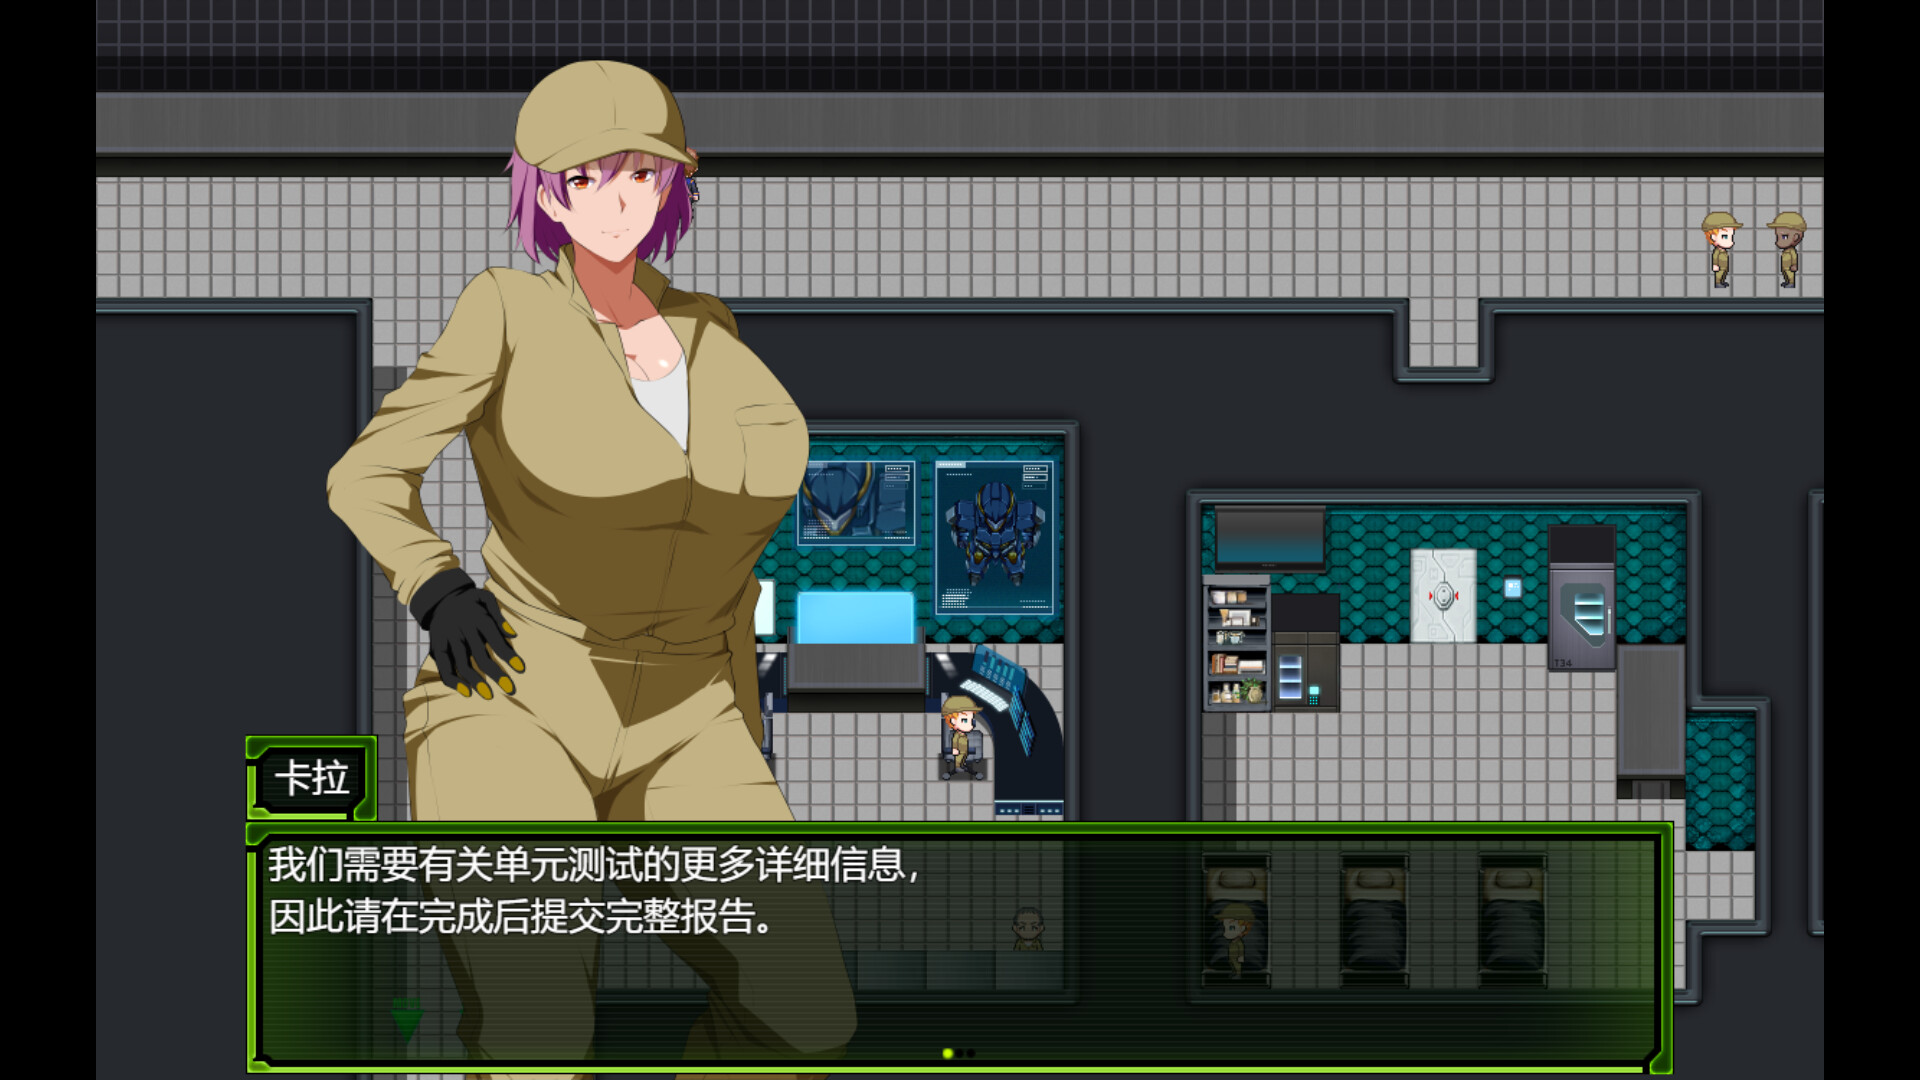 T34
卡拉
我们需要有关单元测试的更多详细信息，
因此请在完成后提交完整报告。